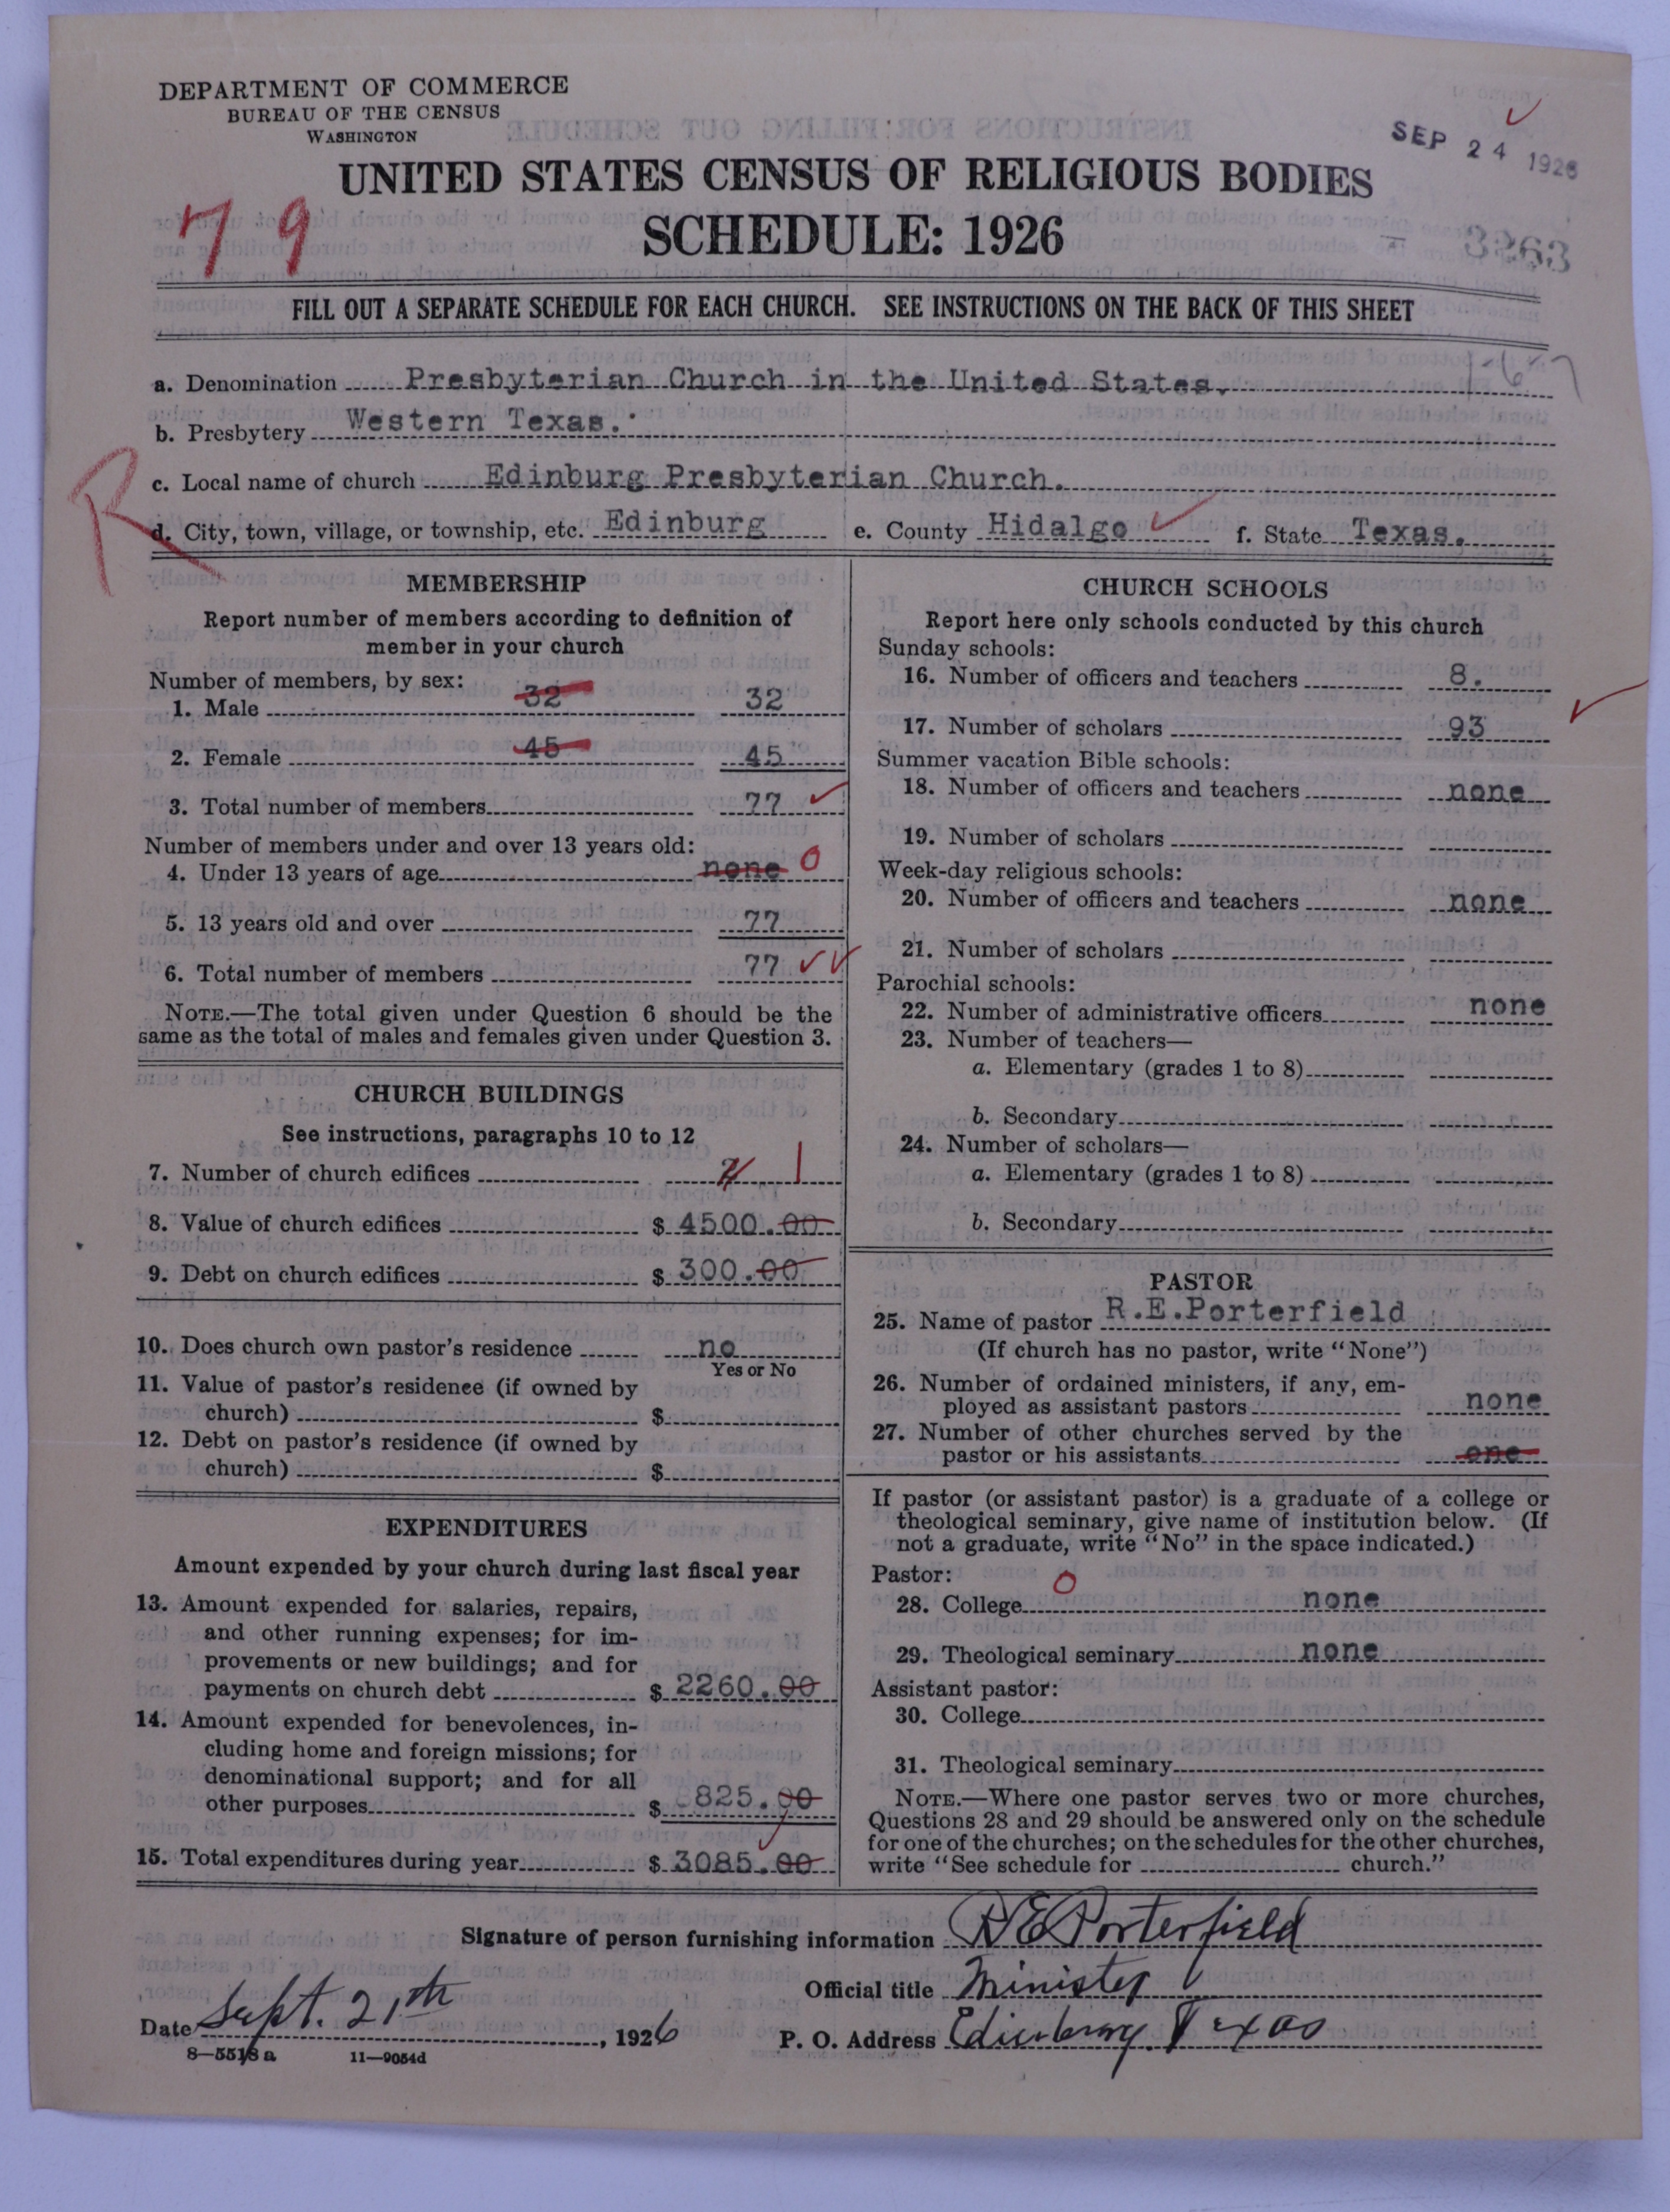 DEPARTMENT OF COMMERCE
BUREAU OF THE CENSUS
WASHINGTON
SEP 24 1926
UNITED STATES CENSUS OF RELIGIOUS BODIES
79
SCHEDULE: 1926
3263
FILL OUT A SEPARATE SCHEDULE FOR EACH CHURCH. SEE INSTRUCTIONS ON THE BACK OF THIS SHEET
a. Denomination Presbyterian Church in the United States.
b. Presbytery Western Texas.
R
c. Local name of church Edinburg Presbyterian Church.
d. City, town, village, or township, etc. Edinburg e. County Hidalgo f. State Texas.
MEMBERSHIP
Report number of members according to definition of
member in your church
Number of members, by sex:
1. Male 32 32
2. Female 45 45
3. Total number of members 77
Number of members under and over 13 years old:
4. Under 13 years of age none 0
5. 13 years old and over 77
6. Total number of members 77
NOTE.—The total given under Question 6 should be the
same as the total of males and females given under Question 3.
CHURCH BUILDINGS
See instructions, paragraphs 10 to 12
7. Number of church edifices 1
8. Value of church edifices $ 4500.00
9. Debt on church edifices $ 300.00
10. Does church own pastor's residence no
Yes or No
11. Value of pastor's residence (if owned by
church) $
12. Debt on pastor's residence (if owned by
church) $
EXPENDITURES
Amount expended by your church during last fiscal year
13. Amount expended for salaries, repairs,
and other running expenses; for im-
provements or new buildings; and for
payments on church debt $ 2260.00
14. Amount expended for benevolences, in-
cluding home and foreign missions; for
denominational support; and for all
other purposes $ 825.00
15. Total expenditures during year $ 3085.00
CHURCH SCHOOLS
Report here only schools conducted by this church
Sunday schools:
16. Number of officers and teachers 8.
17. Number of scholars 93
Summer vacation Bible schools:
18. Number of officers and teachers none
19. Number of scholars
Week-day religious schools:
20. Number of officers and teachers none
21. Number of scholars
Parochial schools:
22. Number of administrative officers none
23. Number of teachers—
a. Elementary (grades 1 to 8)
b. Secondary
24. Number of scholars—
a. Elementary (grades 1 to 8)
b. Secondary
PASTOR
25. Name of pastor R.E.Porterfield
(If church has no pastor, write "None")
26. Number of ordained ministers, if any, em-
ployed as assistant pastors none
27. Number of other churches served by the
pastor or his assistants one
If pastor (or assistant pastor) is a graduate of a college or
theological seminary, give name of institution below. (If
not a graduate, write "No" in the space indicated.)
Pastor: 0
28. College none
29. Theological seminary none
Assistant pastor:
30. College
31. Theological seminary
NOTE.—Where one pastor serves two or more churches,
Questions 28 and 29 should be answered only on the schedule
for one of the churches; on the schedules for the other churches,
write "See schedule for church."
Signature of person furnishing information R E Porterfield
Official title Minister
Date Sept. 21th, 1926 P. O. Address Edinburg Texas
8—5518 a 11—9054d